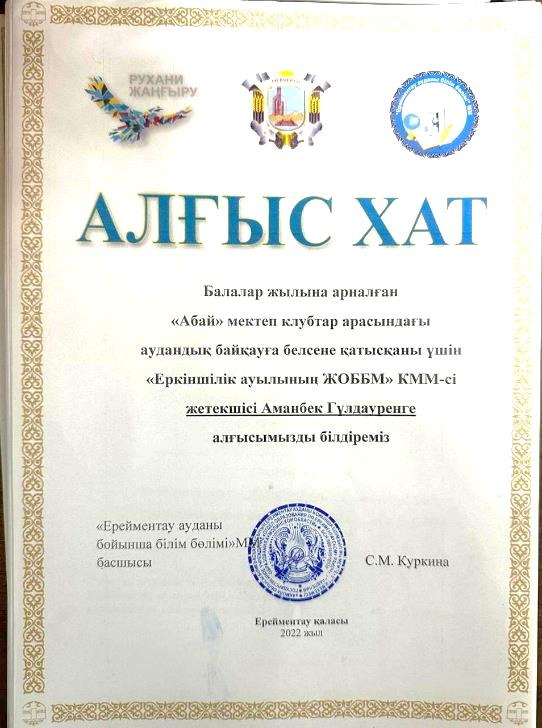 РУХАНИ
ЖАҢҒЫРУ
АЛҒЫС ХАТ
Балалар жылына арналған
«Абай» мектеп клубтар арасындағы
аудандық байқауға белсене қатысқаны үшін
«Еркіншілік ауылының ЖОББМ» КММ-сі
жетекшісі Аманбек Гүлдауренге
алғысымызды білдіреміз
«Ерейментау ауданы
бойынша білім бөлімі»ММ
басшысы
С.М. Куркина
Ерейментау қаласы
2022 жыл